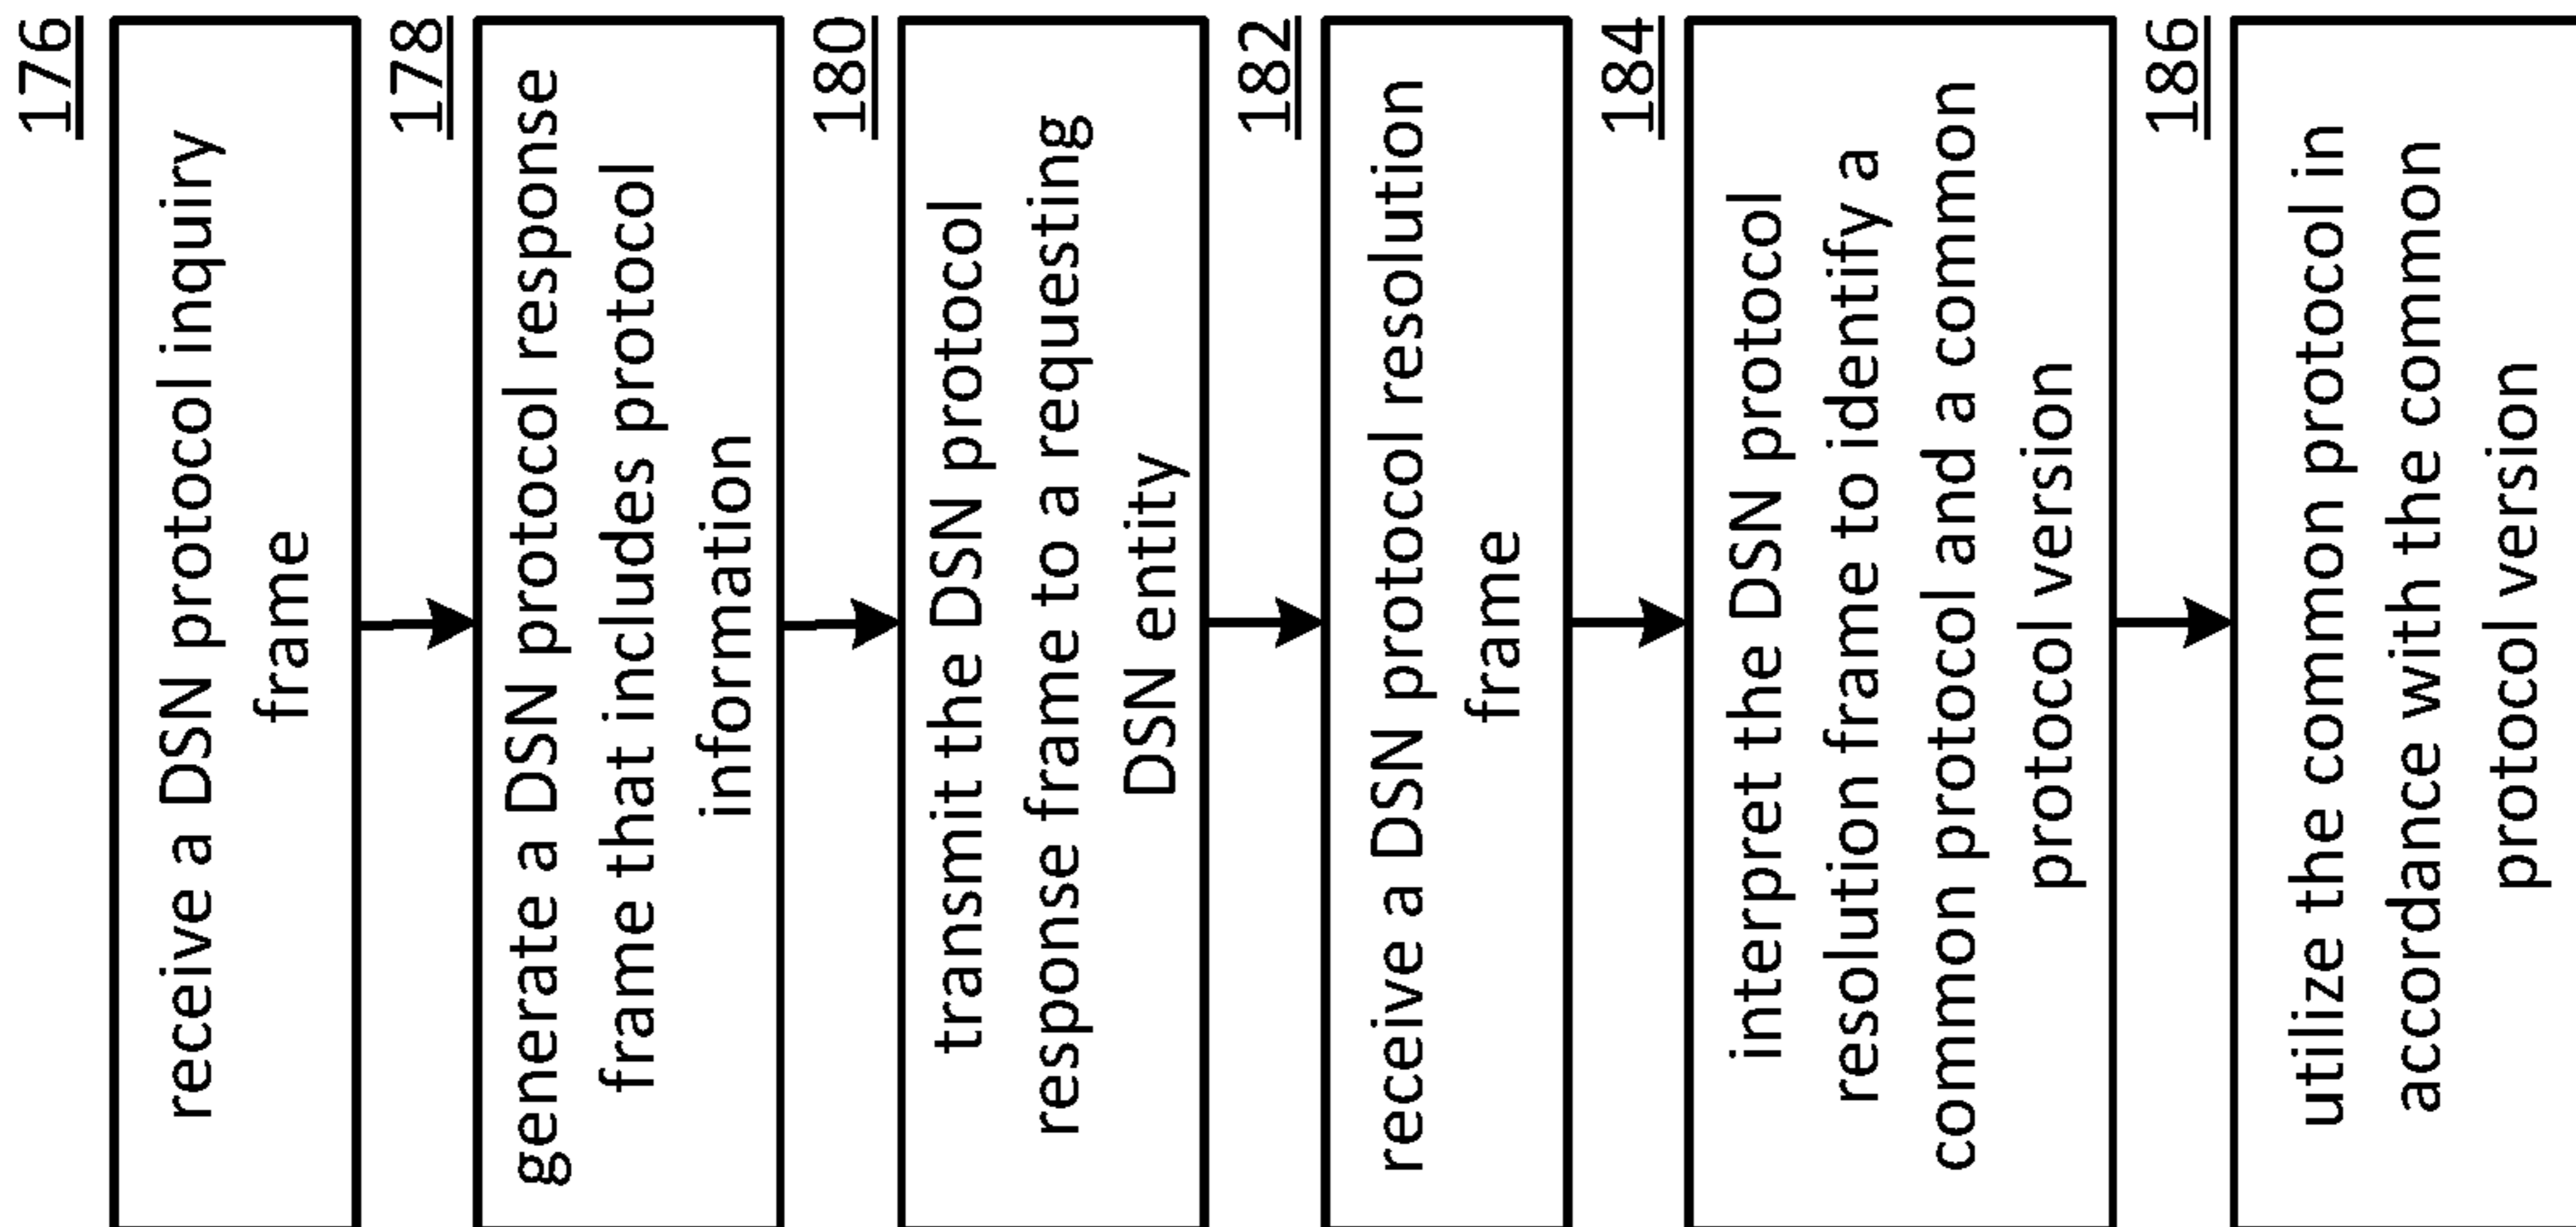 176
receive a DSN protocol inquiry
frame
178
generate a DSN protocol response
frame that includes protocol
information
180
transmit the DSN protocol
response frame to a requesting
DSN entity
182
receive a DSN protocol resolution
frame
184
interpret the DSN protocol
resolution frame to identify a
common protocol and a common
protocol version
186
utilize the common protocol in
accordance with the common
protocol version